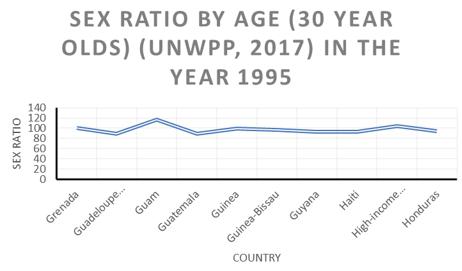 SEX RATIO BY AGE (30 YEAR
OLDS) (UNWPP, 2017) IN THE
YEAR 1995
SEX RATIO
140
120
100
80
60
40
20
0
Grenada
Guadeloupe...
Guam
Guatemala
Guinea
Guinea-Bissau
Guyana
Haiti
High-income...
Honduras
COUNTRY